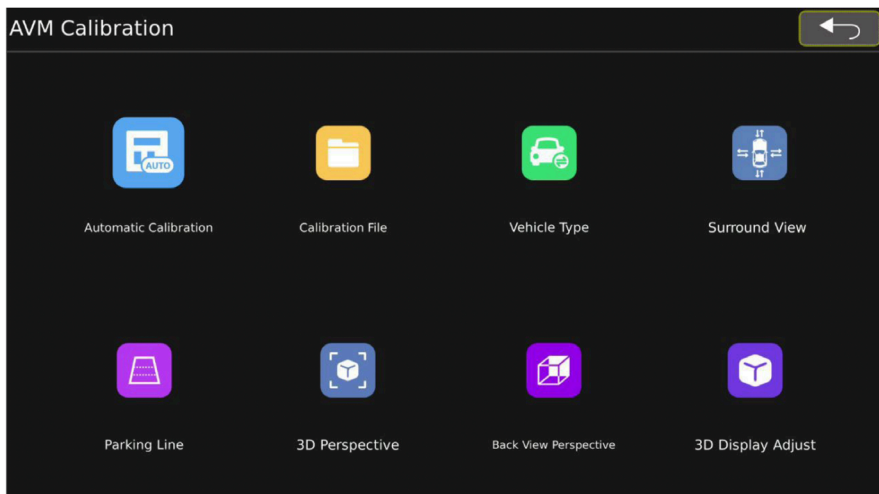 AVM Calibration
AUTO
Automatic Calibration
Calibration File
Vehicle Type
Surround View
Parking Line
3D Perspective
Back View Perspective
3D Display Adjust